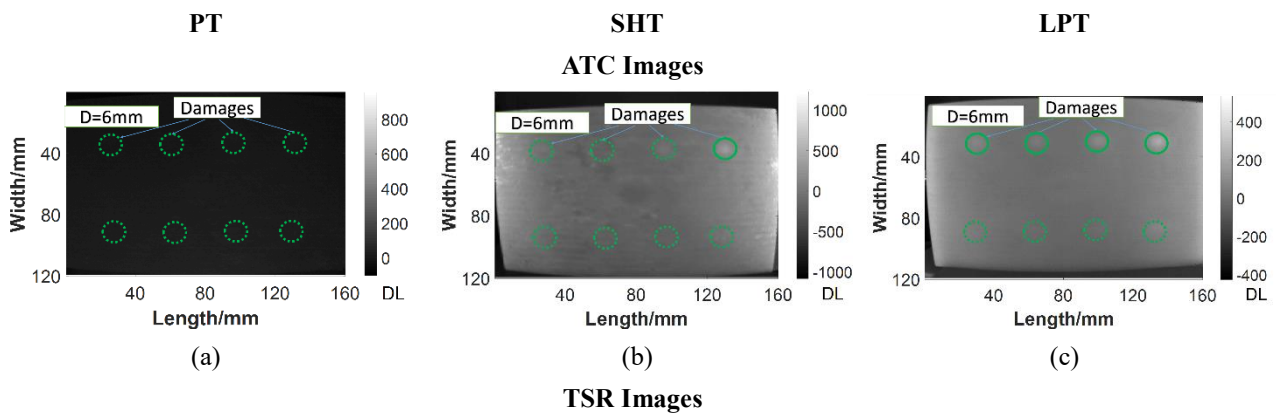 PT SHT LPT
ATC Images
D=6mm Damages
Width/mm
40
80
120
40 80 120 160
Length/mm
800
600
400
200
0
DL
(a)
D=6mm Damages
Width/mm
40
80
120
40 80 120 160
Length/mm
1000
500
0
-500
-1000
DL
(b)
D=6mm Damages
Width/mm
40
80
120
40 80 120 160
Length/mm
400
200
0
-200
-400
DL
(c)
TSR Images